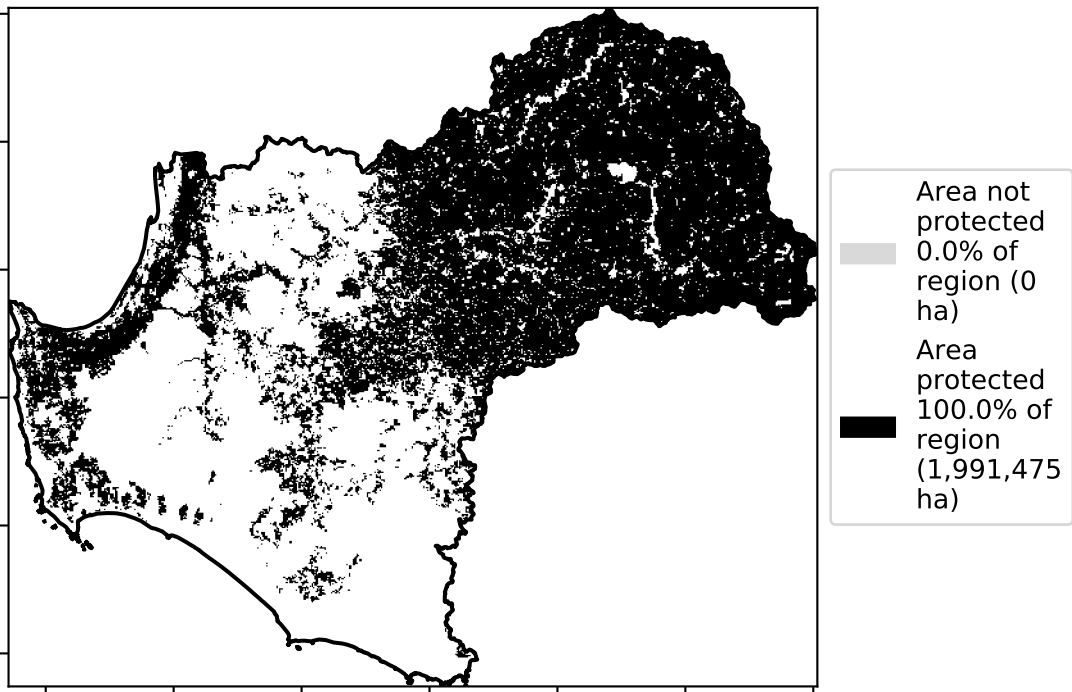 Area not
protected
0.0% of
region (0
ha)
Area
protected
100.0% of
region
(1,991,475
ha)